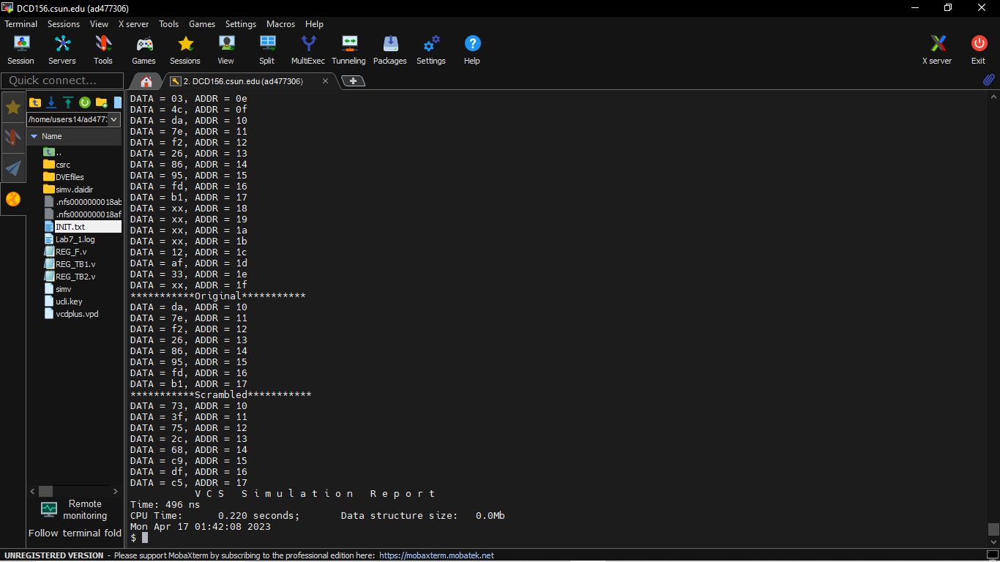 DCD156.csun.edu (ad477306)
Terminal Sessions View X server Tools Games Settings Macros Help
Session Servers Tools Games Sessions View Split MultiExec Tunneling Packages Settings Help X server Exit
Quick connect...
2. DCD156.csun.edu (ad477306)
/home/users14/ad477
Name
..
csrc
DVEfiles
simv.daidir
.nfs0000000018ab
.nfs0000000018af
INIT.txt
Lab7_1.log
REG_F.v
REG_TB1.v
REG_TB2.v
simv
ucli.key
vcdplus.vpd
Remote
monitoring
Follow terminal fold
DATA = 03, ADDR = 0e
DATA = 4c, ADDR = 0f
DATA = da, ADDR = 10
DATA = 7e, ADDR = 11
DATA = f2, ADDR = 12
DATA = 26, ADDR = 13
DATA = 86, ADDR = 14
DATA = 95, ADDR = 15
DATA = fd, ADDR = 16
DATA = b1, ADDR = 17
DATA = xx, ADDR = 18
DATA = xx, ADDR = 19
DATA = xx, ADDR = 1a
DATA = xx, ADDR = 1b
DATA = 12, ADDR = 1c
DATA = af, ADDR = 1d
DATA = 33, ADDR = 1e
DATA = xx, ADDR = 1f
***********Original***********
DATA = da, ADDR = 10
DATA = 7e, ADDR = 11
DATA = f2, ADDR = 12
DATA = 26, ADDR = 13
DATA = 86, ADDR = 14
DATA = 95, ADDR = 15
DATA = fd, ADDR = 16
DATA = b1, ADDR = 17
***********Scrambled***********
DATA = 73, ADDR = 10
DATA = 3f, ADDR = 11
DATA = 75, ADDR = 12
DATA = 2c, ADDR = 13
DATA = 68, ADDR = 14
DATA = c9, ADDR = 15
DATA = df, ADDR = 16
DATA = c5, ADDR = 17
V C S   S i m u l a t i o n   R e p o r t
Time: 496 ns
CPU Time:      0.220 seconds;       Data structure size:   0.0Mb
Mon Apr 17 01:42:08 2023
$
UNREGISTERED VERSION - Please support MobaXterm by subscribing to the professional edition here: https://mobaxterm.mobatek.net